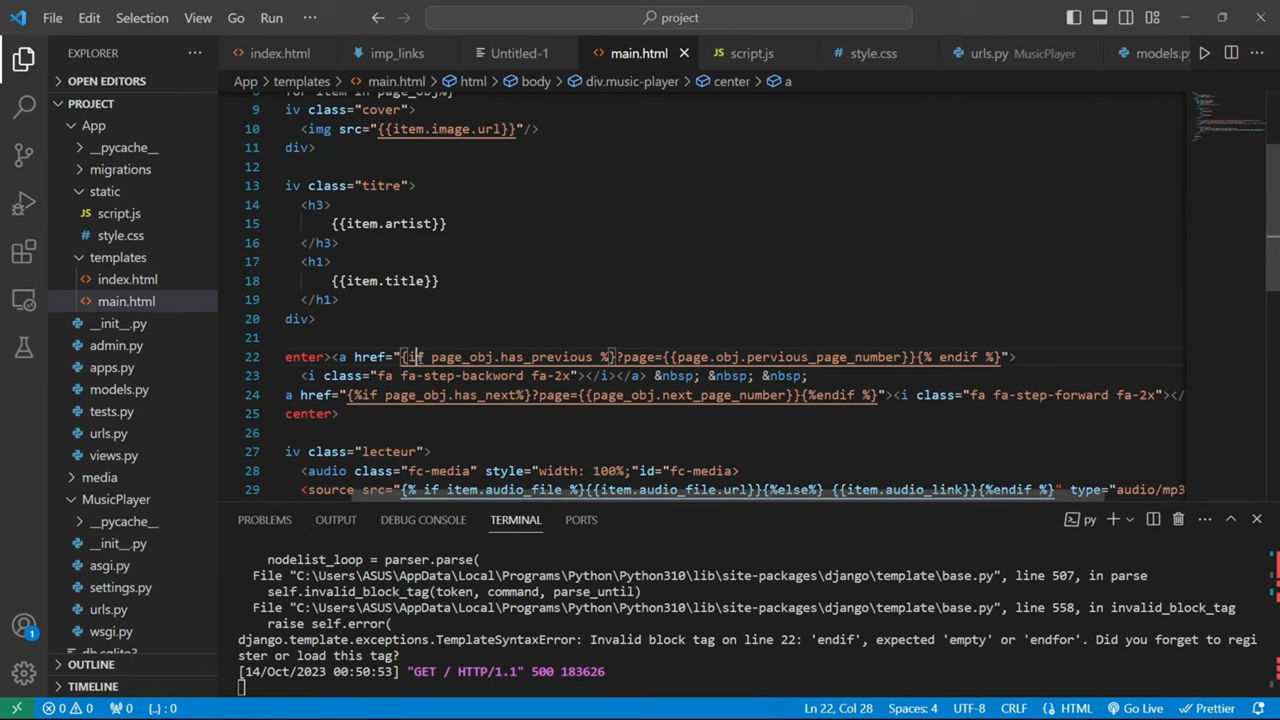 File Edit Selection View Go Run ··· project
EXPLORER ···
index.html imp_links Untitled-1 main.html script.js style.css urls.py MusicPlayer models.py
OPEN EDITORS
App > templates > main.html > html > body > div.music-player > center > a
PROJECT
App
__pycache__
migrations
static
script.js
style.css
templates
index.html
main.html
__init__.py
admin.py
apps.py
models.py
tests.py
urls.py
views.py
media
MusicPlayer
__pycache__
__init__.py
asgi.py
settings.py
urls.py
wsgi.py
db.sqlite3
OUTLINE
TIMELINE
8 for item in page_obj%}
9 iv class="cover">
10 <img src="{{item.image.url}}"/>
11 div>
12
13 iv class="titre">
14 <h3>
15 {{item.artist}}
16 </h3>
17 <h1>
18 {{item.title}}
19 </h1>
20 div>
21
22 enter><a href="{if page_obj.has_previous %}?page={{page.obj.pervious_page_number}}{% endif %}">
23 <i class="fa fa-step-backword fa-2x"></i></a> &nbsp; &nbsp; &nbsp;
24 a href="{%if page_obj.has_next%}?page={{page_obj.next_page_number}}{%endif %}"><i class="fa fa-step-forward fa-2x"></
25 center>
26
27 iv class="lecteur">
28 <audio class="fc-media" style="width: 100%;"id="fc-media>
29 <source src="{% if item.audio_file %}{{item.audio_file.url}}{%else%} {{item.audio_link}}{%endif %}" type="audio/mp3
PROBLEMS OUTPUT DEBUG CONSOLE TERMINAL PORTS py
nodelist_loop = parser.parse(
File "C:\Users\ASUS\AppData\Local\Programs\Python\Python310\lib\site-packages\django\template\base.py", line 507, in parse
self.invalid_block_tag(token, command, parse_until)
File "C:\Users\ASUS\AppData\Local\Programs\Python\Python310\lib\site-packages\django\template\base.py", line 558, in invalid_block_tag
raise self.error(
django.template.exceptions.TemplateSyntaxError: Invalid block tag on line 22: 'endif', expected 'empty' or 'endfor'. Did you forget to regi
ster or load this tag?
[14/Oct/2023 00:50:53] "GET / HTTP/1.1" 500 183626
1
0 0 0 {..} : 0 Ln 22, Col 28 Spaces: 4 UTF-8 CRLF HTML Go Live Prettier